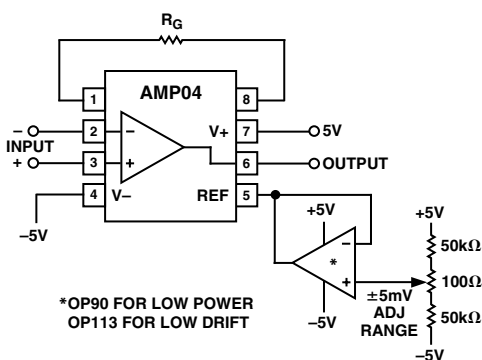 RG
AMP04
1
8
2
–
V+
7
5V
– INPUT +
3
+
6
OUTPUT
4
V–
REF
5
–5V
+5V
–
*
+
–5V
±5mV
ADJ
RANGE
+5V
50kΩ
100Ω
50kΩ
–5V
*OP90 FOR LOW POWER
OP113 FOR LOW DRIFT